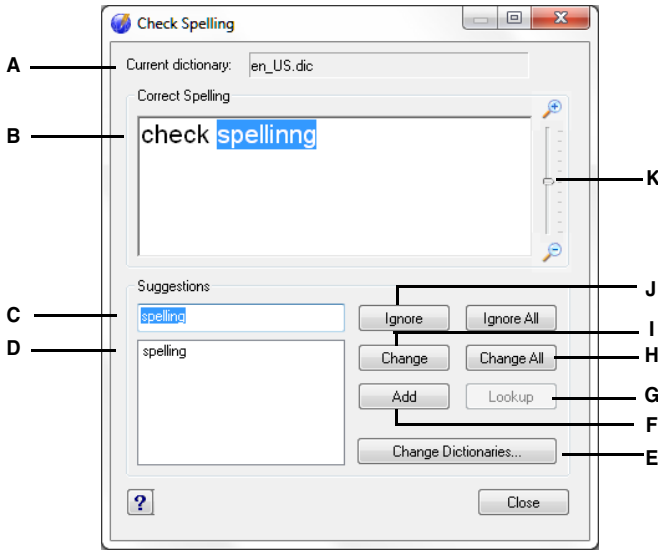 Check Spelling
A
Current dictionary: en_US.dic
Correct Spelling
B
check spellinng
K
Suggestions
J
C
spelling
Ignore
Ignore All
I
D
spelling
Change
Change All
H
Add
Lookup
G
F
Change Dictionaries...
E
?
Close